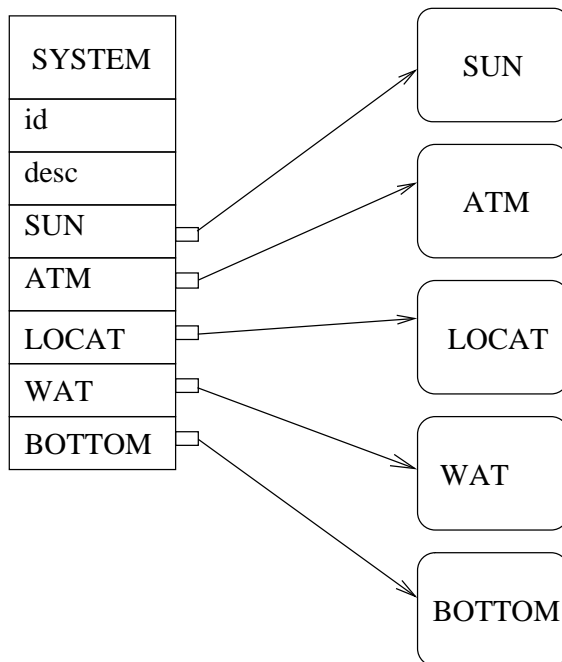 SYSTEM
id
desc
SUN
ATM
LOCAT
WAT
BOTTOM
SUN
ATM
LOCAT
WAT
BOTTOM